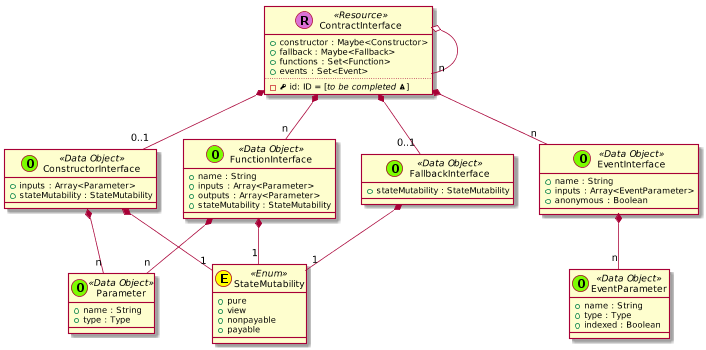 R
«Resource»
ContractInterface
constructor : Maybe<Constructor>
fallback : Maybe<Fallback>
functions : Set<Function>
events : Set<Event>
id: ID = [to be completed ]
n
0..1
n
0..1
n
O
«Data Object»
ConstructorInterface
inputs : Array<Parameter>
stateMutability : StateMutability
O
«Data Object»
FunctionInterface
name : String
inputs : Array<Parameter>
outputs : Array<Parameter>
stateMutability : StateMutability
O
«Data Object»
FallbackInterface
stateMutability : StateMutability
O
«Data Object»
EventInterface
name : String
inputs : Array<EventParameter>
anonymous : Boolean
n
n
1
1
1
n
O
«Data Object»
Parameter
name : String
type : Type
E
«Enum»
StateMutability
pure
view
nonpayable
payable
O
«Data Object»
EventParameter
name : String
type : Type
indexed : Boolean